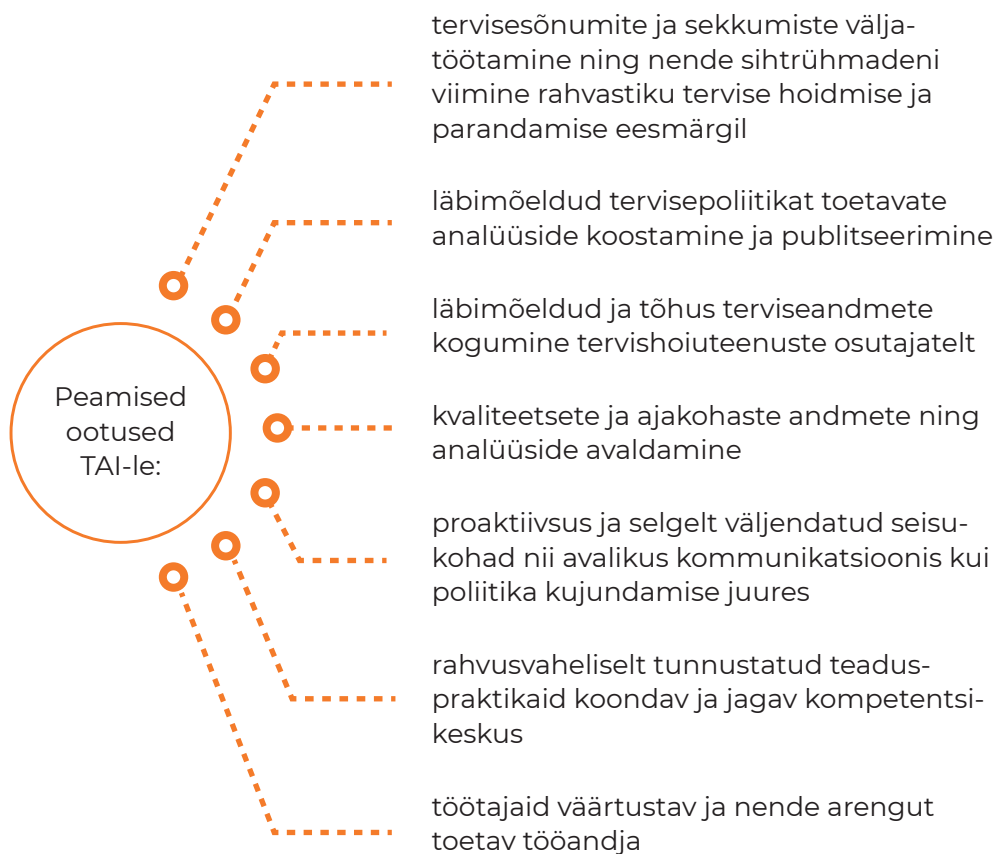 tervisesõnumite ja sekkumiste välja-
töötamine ning nende sihtrühmadeni
viimine rahvastiku tervise hoidmise ja
parandamise eesmärgil
läbimõeldud tervisepoliitikat toetavate
analüüside koostamine ja publitseerimine
läbimõeldud ja tõhus terviseandmete
kogumine tervishoiuteenuste osutajatelt
Peamised
ootused
TAI-le:
kvaliteetsete ja ajakohaste andmete ning
analüüside avaldamine
proaktiivsus ja selgelt väljendatud seisu-
kohad nii avalikus kommunikatsioonis kui
poliitika kujundamise juures
rahvusvaheliselt tunnustatud teadus-
praktikaid koondav ja jagav kompetentsi-
keskus
töötajaid väärtustav ja nende arengut
toetav tööandja